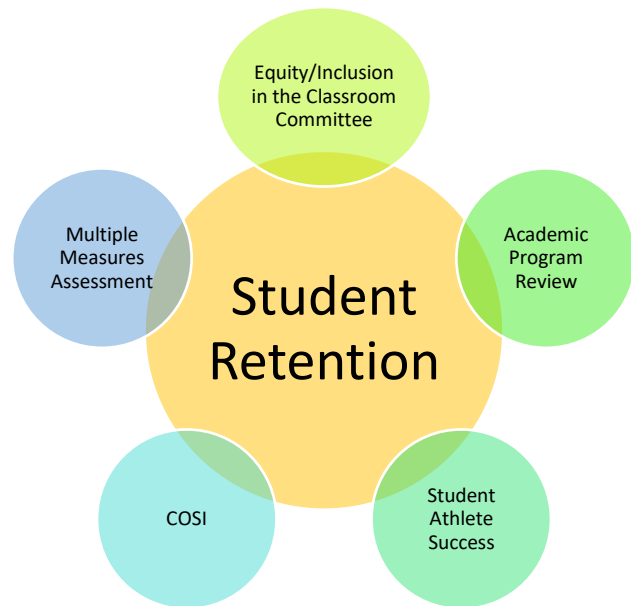 Equity/Inclusion
in the Classroom
Committee
Multiple
Measures
Assessment
Academic
Program
Review
Student
Retention
COSI
Student
Athlete
Success